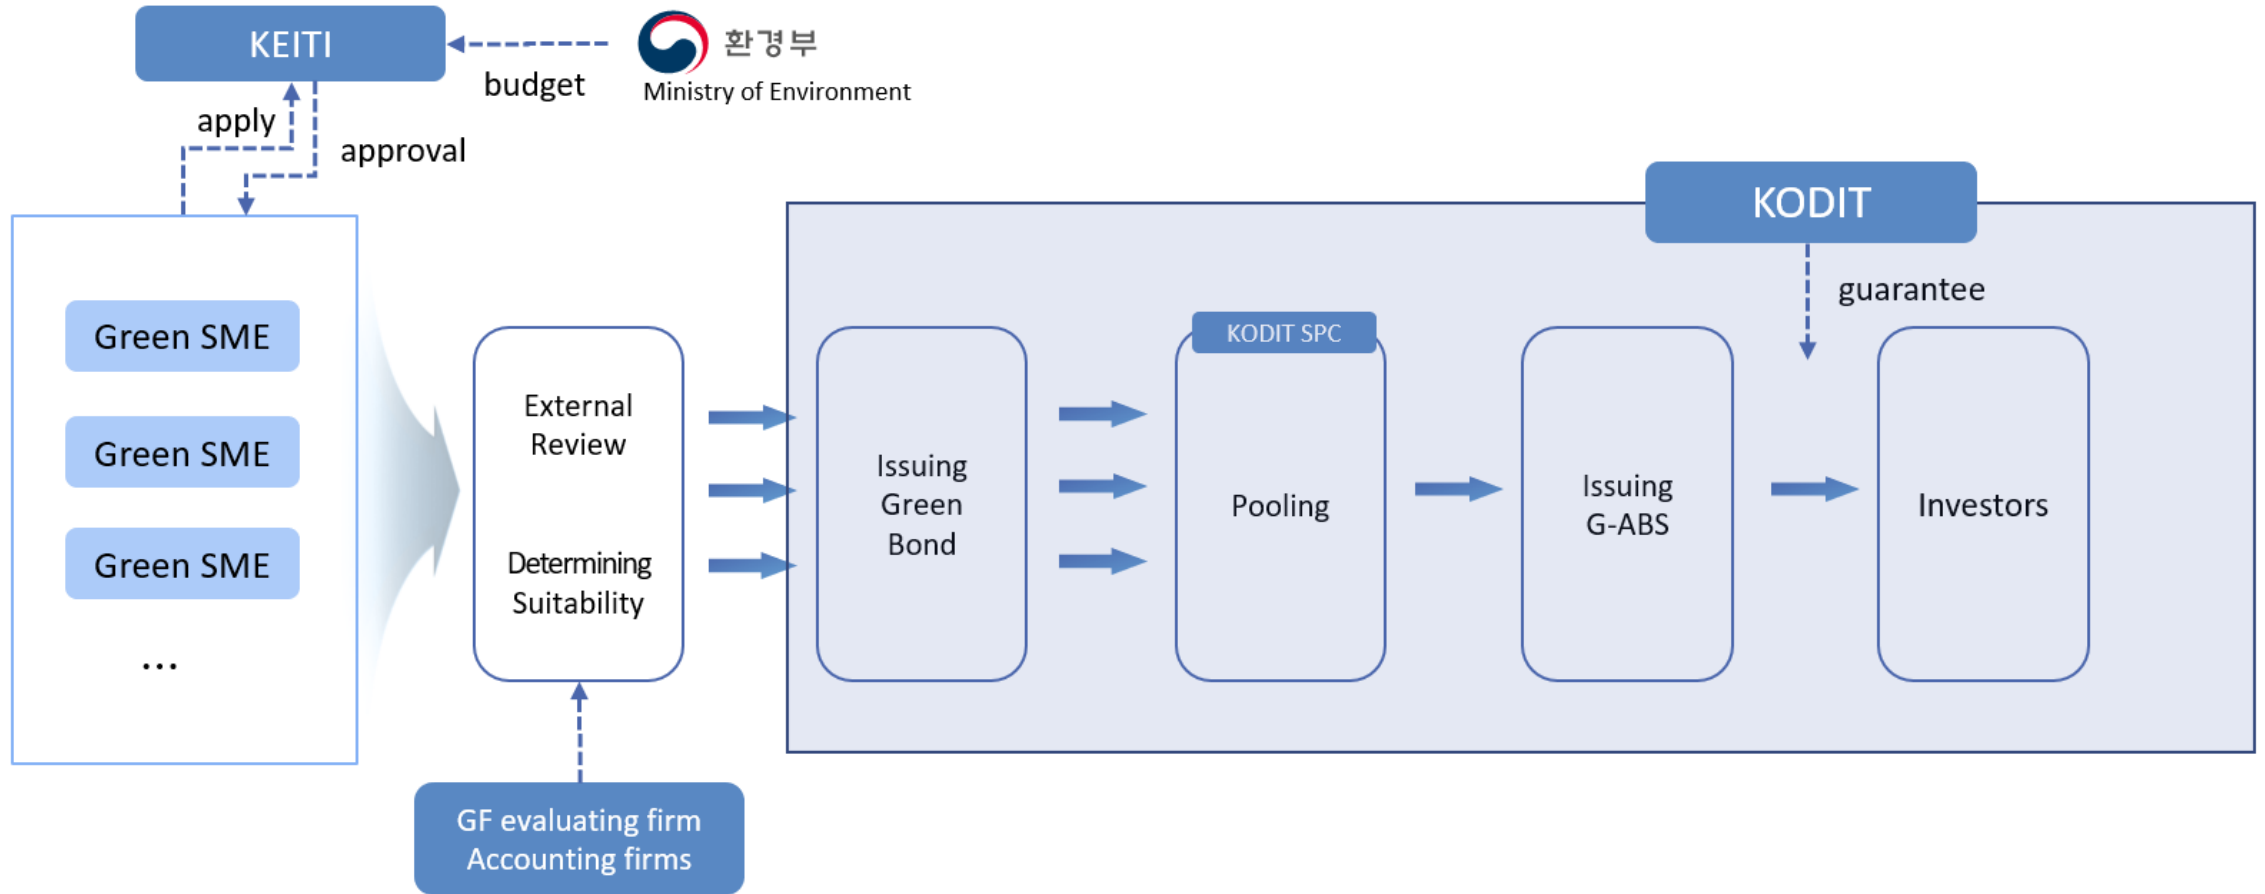 KEITI
budget
환경부
Ministry of Environment
apply
approval
KODIT
guarantee
Green SME
Green SME
Green SME
...
External
Review
Determining
Suitability
GF evaluating firm
Accounting firms
Issuing
Green
Bond
KODIT SPC
Pooling
Issuing
G-ABS
Investors